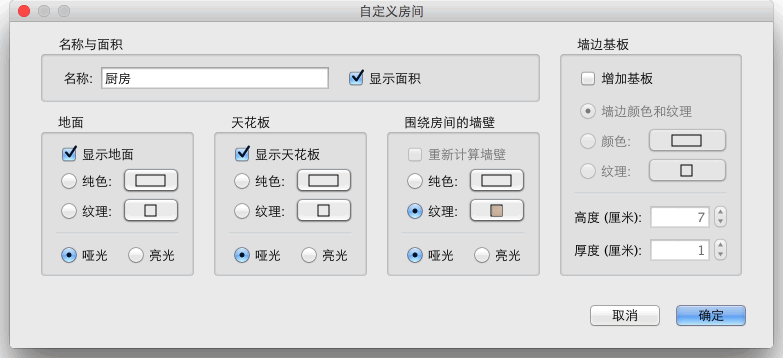 自定义房间
名称与面积
名称: 厨房 显示面积
地面
显示地面
纯色:
纹理:
哑光 亮光
天花板
显示天花板
纯色:
纹理:
哑光 亮光
围绕房间的墙壁
重新计算墙壁
纯色:
纹理:
哑光 亮光
墙边基板
增加基板
墙边颜色和纹理
颜色:
纹理:
高度 (厘米): 7
厚度 (厘米): 1
取消 确定